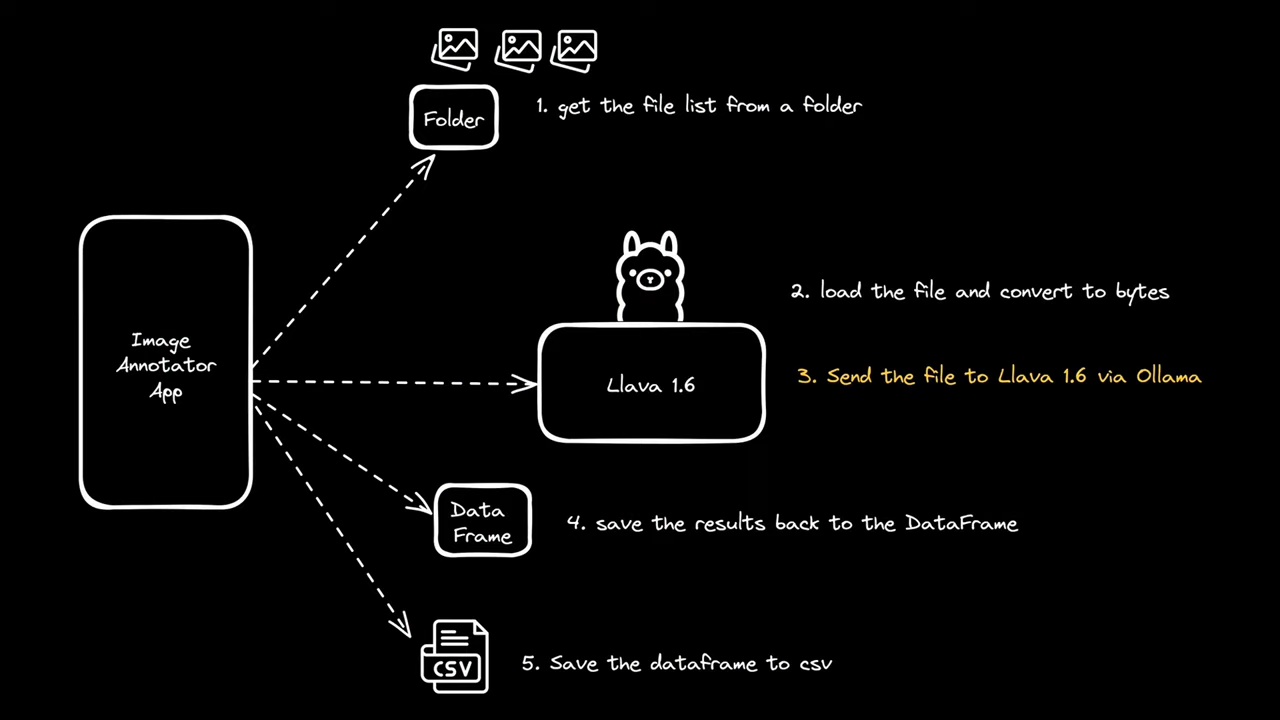 Folder
1. get the file list from a folder
Image
Annotator
App
2. load the file and convert to bytes
Llava 1.6
3. Send the file to Llava 1.6 via Ollama
Data
Frame
4. save the results back to the DataFrame
CSV
5. Save the dataframe to csv